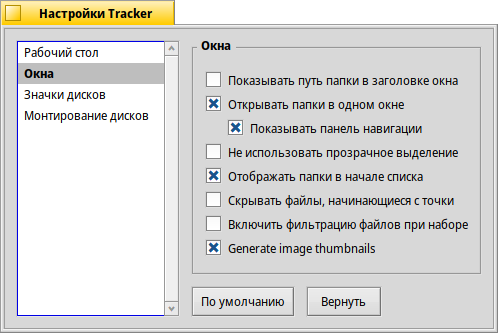 Настройки Tracker
Рабочий стол
Окна
Значки дисков
Монтирование дисков
Окна
Показывать путь папки в заголовке окна
Открывать папки в одном окне
Показывать панель навигации
Не использовать прозрачное выделение
Отображать папки в начале списка
Скрывать файлы, начинающиеся с точки
Включить фильтрацию файлов при наборе
Generate image thumbnails
По умолчанию
Вернуть